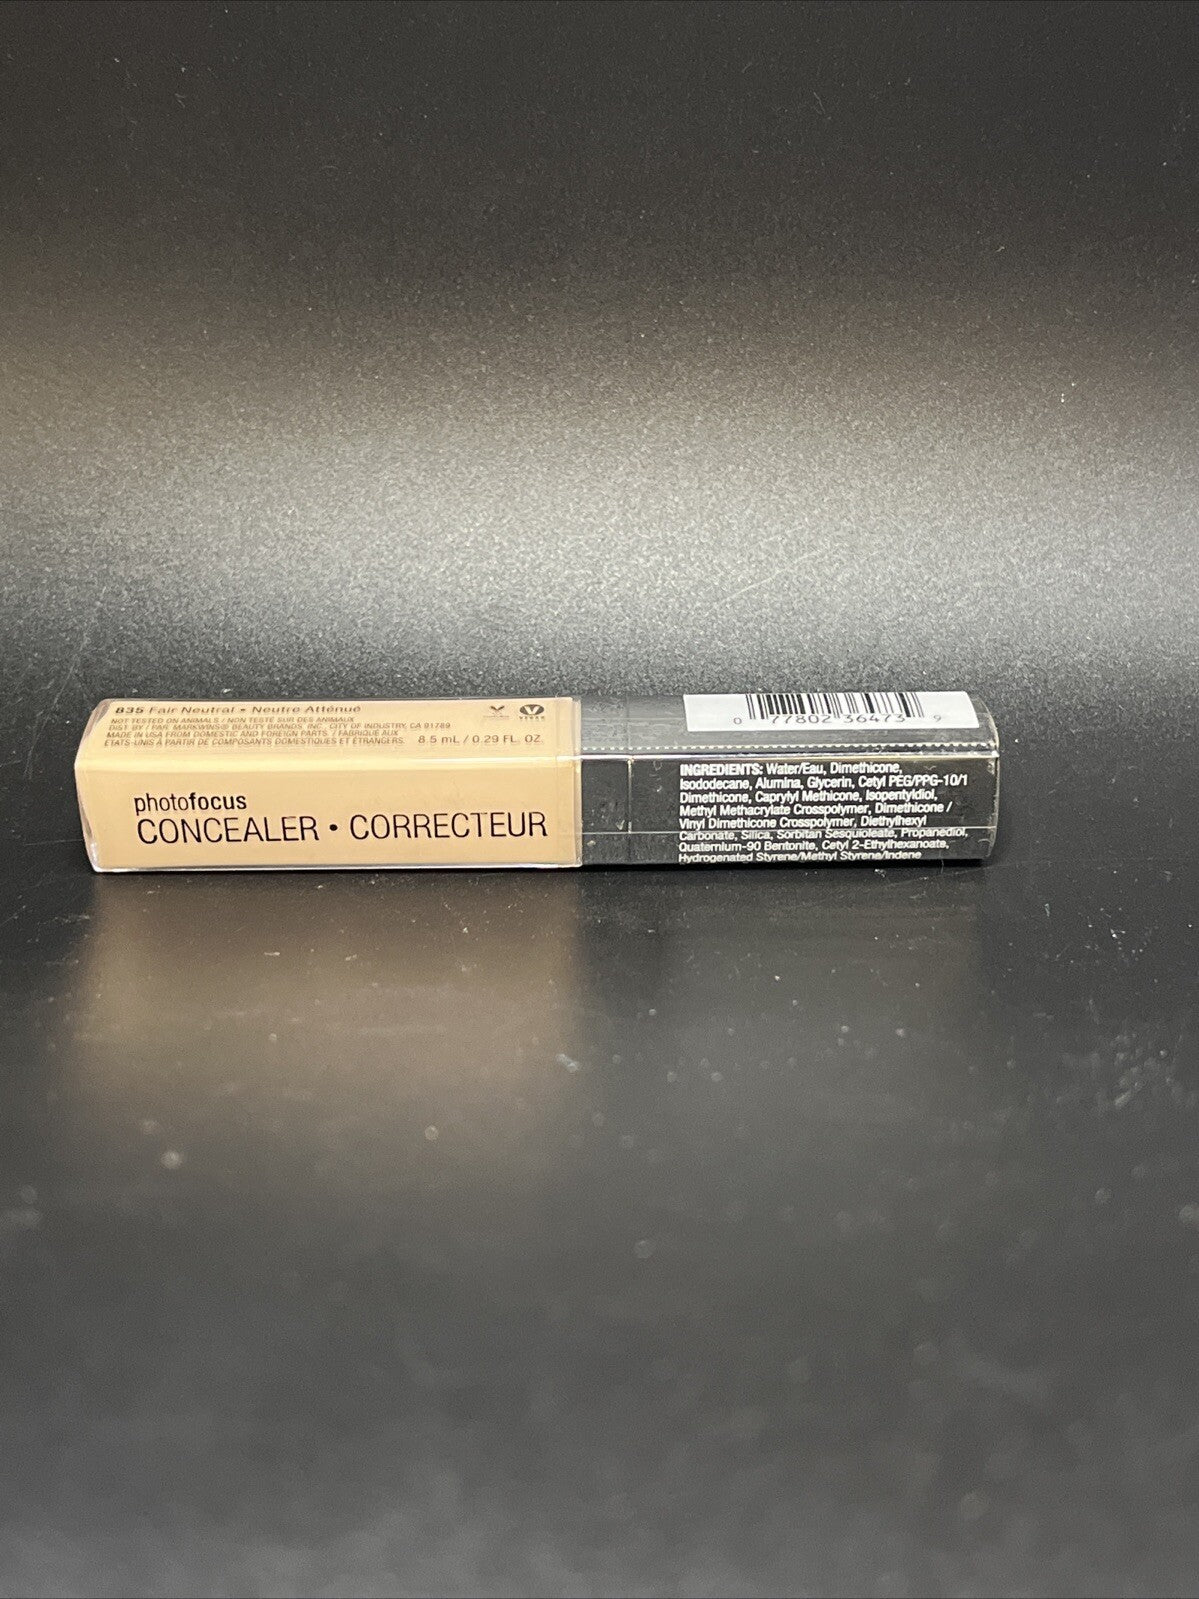 835 Fair Neutral • Neutre Atténué
NOT TESTED ON ANIMALS / NON TESTÉ SUR DES ANIMAUX
DIST. BY / PAR MARKWINS® BEAUTY BRANDS, INC. CITY OF INDUSTRY, CA 91789
MADE IN USA FROM DOMESTIC AND FOREIGN PARTS. / FABRIQUÉ AUX
ÉTATS-UNIS À PARTIR DE COMPOSANTS DOMESTIQUES ET ÉTRANGERS. 8.5 mL / 0.29 FL. OZ.
VEGAN
photofocus
CONCEALER • CORRECTEUR
0 77802 36473 9
INGREDIENTS: Water/Eau, Dimethicone,
Isododecane, Alumina, Glycerin, Cetyl PEG/PPG-10/1
Dimethicone, Caprylyl Methicone, Isopentyldiol,
Methyl Methacrylate Crosspolymer, Dimethicone /
Vinyl Dimethicone Crosspolymer, Diethylhexyl
Carbonate, Silica, Sorbitan Sesquioleate, Propanediol,
Quaternium-90 Bentonite, Cetyl 2-Ethylhexanoate,
Hydrogenated Styrene/Methyl Styrene/Indene